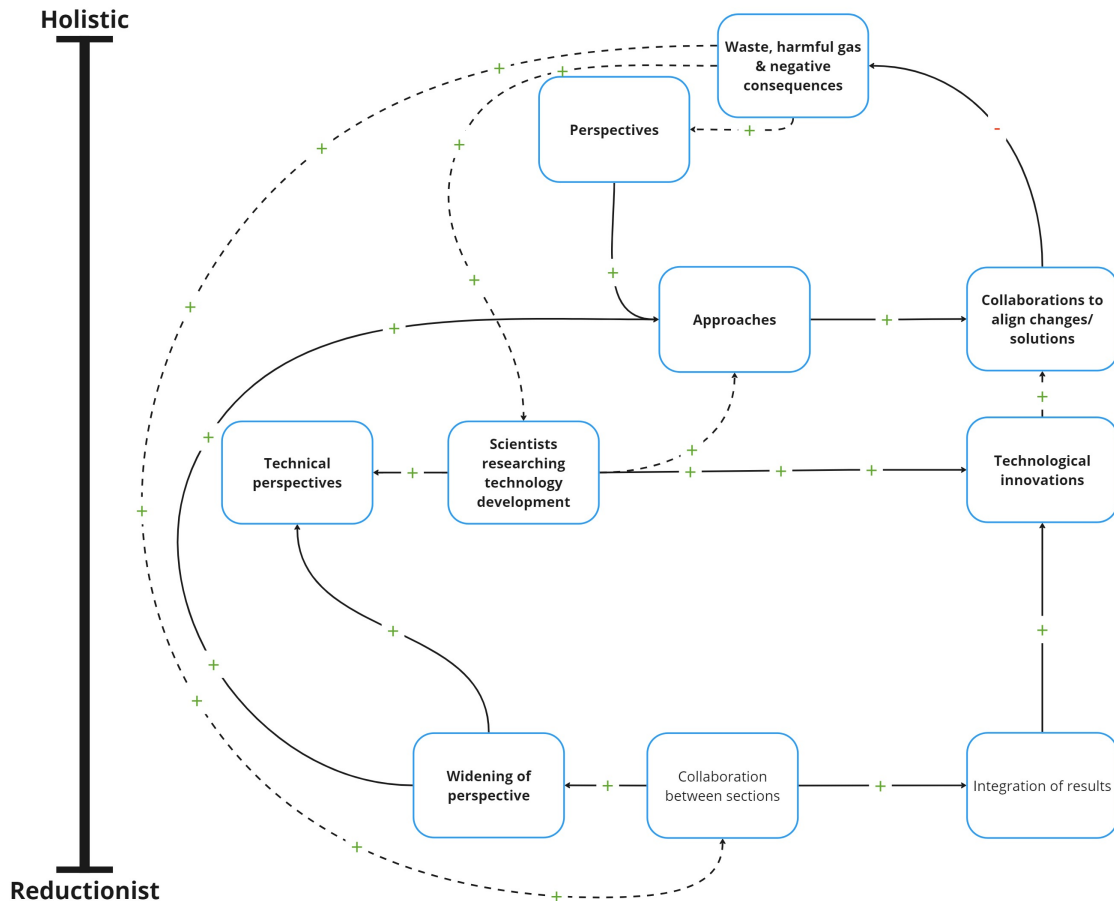 Holistic
Waste, harmful gas
& negative
consequences
+
+
Perspectives
+
-
+
+
+
+
+
Approaches
+
Collaborations to
align changes/
solutions
+
+
+
Technical
perspectives
+
Scientists
researching
technology
development
+
+
+
+
Technological
innovations
+
+
+
+
+
Widening of
perspective
+
Collaboration
between sections
+
Integration of results
+
+
Reductionist